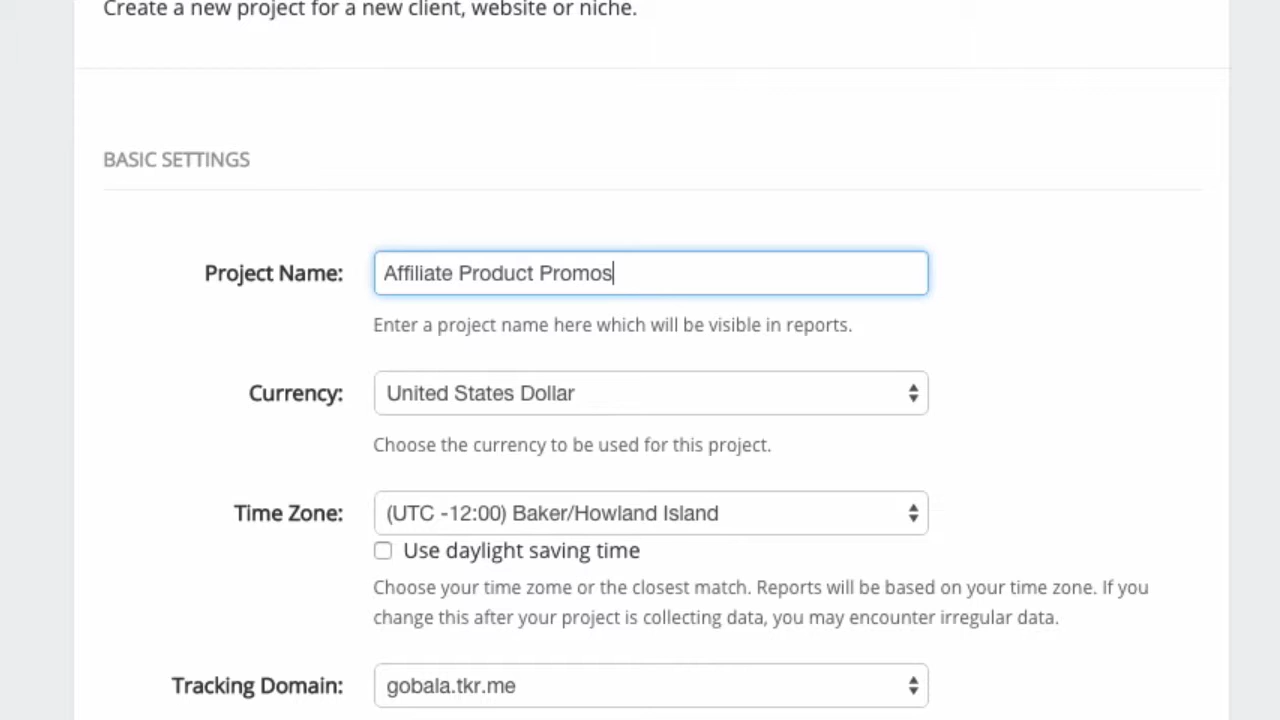 Create a new project for a new client, website or niche.
BASIC SETTINGS
Project Name: Affiliate Product Promos
Enter a project name here which will be visible in reports.
Currency: United States Dollar
Choose the currency to be used for this project.
Time Zone: (UTC -12:00) Baker/Howland Island
Use daylight saving time
Choose your time zome or the closest match. Reports will be based on your time zone. If you
change this after your project is collecting data, you may encounter irregular data.
Tracking Domain: gobala.tkr.me